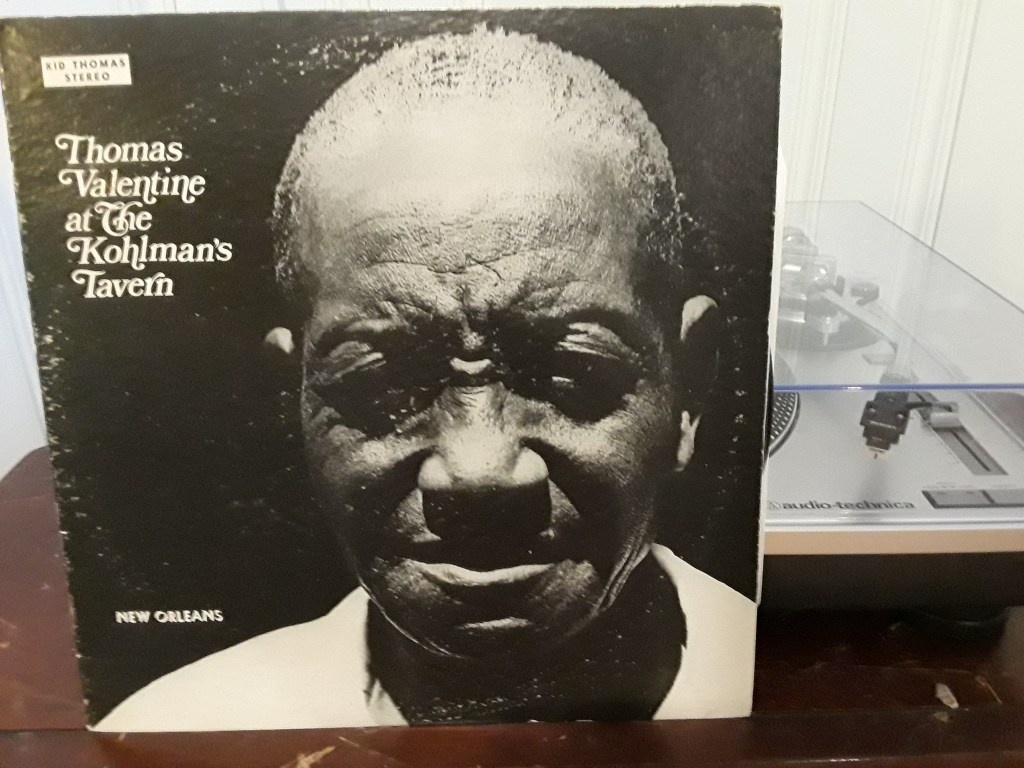 KID THOMAS
STEREO
Thomas
Valentine
at The
Kohlman's
Tavern
NEW ORLEANS
audio-technica